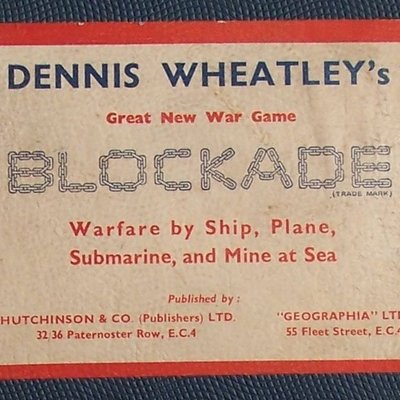 DENNIS WHEATLEY's
Great New War Game
BLOCKADE
(TRADE MARK)
Warfare by Ship, Plane,
Submarine, and Mine at Sea
Published by :
HUTCHINSON & CO. (Publishers) LTD.
32/36 Paternoster Row, E.C.4
"GEOGRAPHIA" LT
55 Fleet Street, E.C.4